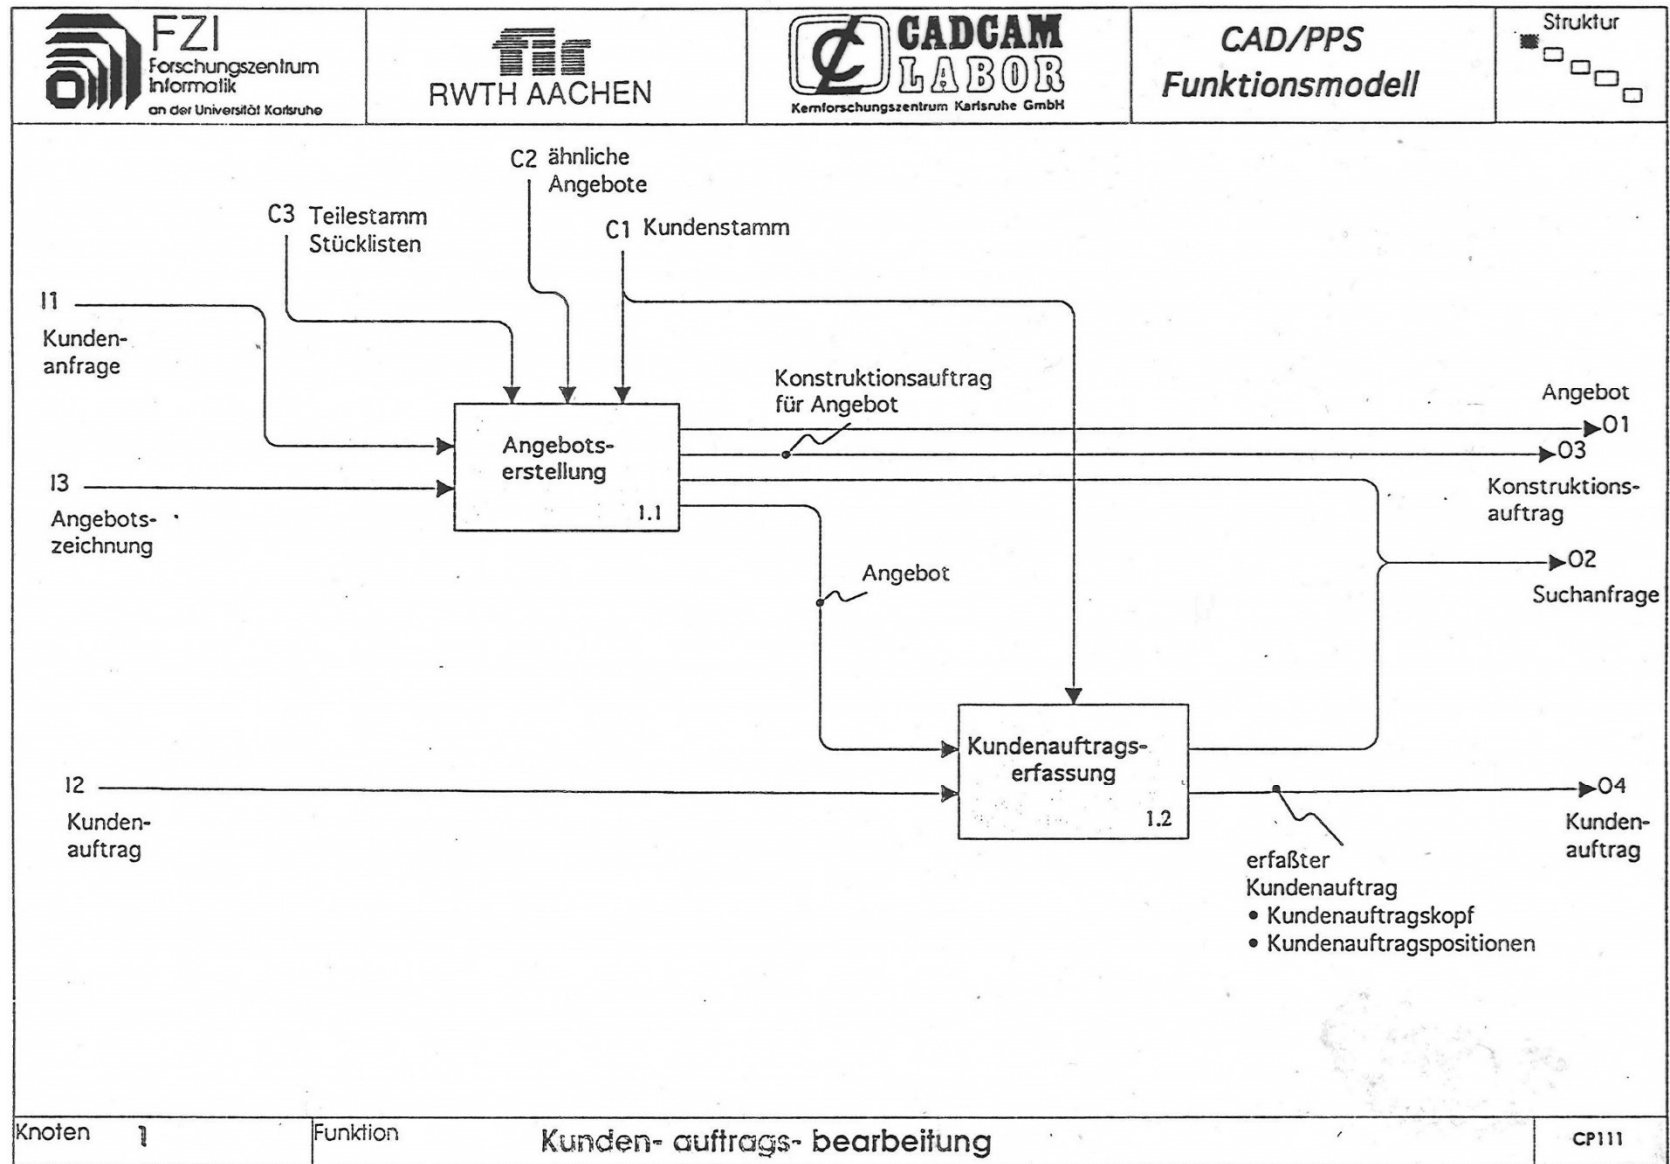 FZI
Forschungszentrum
Informatik
an der Universität Karlsruhe
fir
RWTH AACHEN
CADCAM
LABOR
Kernforschungszentrum Karlsruhe GmbH
CAD/PPS
Funktionsmodell
Struktur
C2 ähnliche
Angebote
C3 Teilestamm
Stücklisten
C1 Kundenstamm
I1
Kunden-
anfrage
Konstruktionsauftrag
für Angebot
Angebot
O1
O3
Konstruktions-
auftrag
Angebots-
erstellung
1.1
I3
Angebots-
zeichnung
O2
Suchanfrage
Angebot
Kundenauftrags-
erfassung
1.2
I2
Kunden-
auftrag
O4
Kunden-
auftrag
erfaßter
Kundenauftrag
• Kundenauftragskopf
• Kundenauftragspositionen
Knoten 1
Funktion
Kunden- auftrags- bearbeitung
CP111